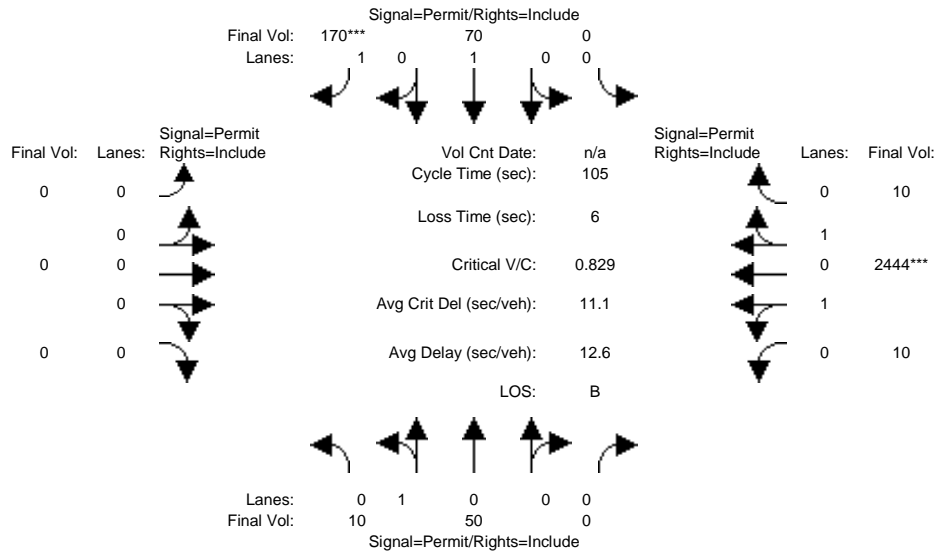 Signal=Permit/Rights=Include
Final Vol: 170*** 70 0
Lanes: 1 0 1 0 0
Signal=Permit
Final Vol: Lanes: Rights=Include
0 0
0
0 0
0
0 0
Vol Cnt Date: n/a
Cycle Time (sec): 105
Loss Time (sec): 6
Critical V/C: 0.829
Avg Crit Del (sec/veh): 11.1
Avg Delay (sec/veh): 12.6
LOS: B
Signal=Permit
Rights=Include Lanes: Final Vol:
0 10
1
0 2444***
1
0 10
Lanes: 0 1 0 0 0
Final Vol: 10 50 0
Signal=Permit/Rights=Include